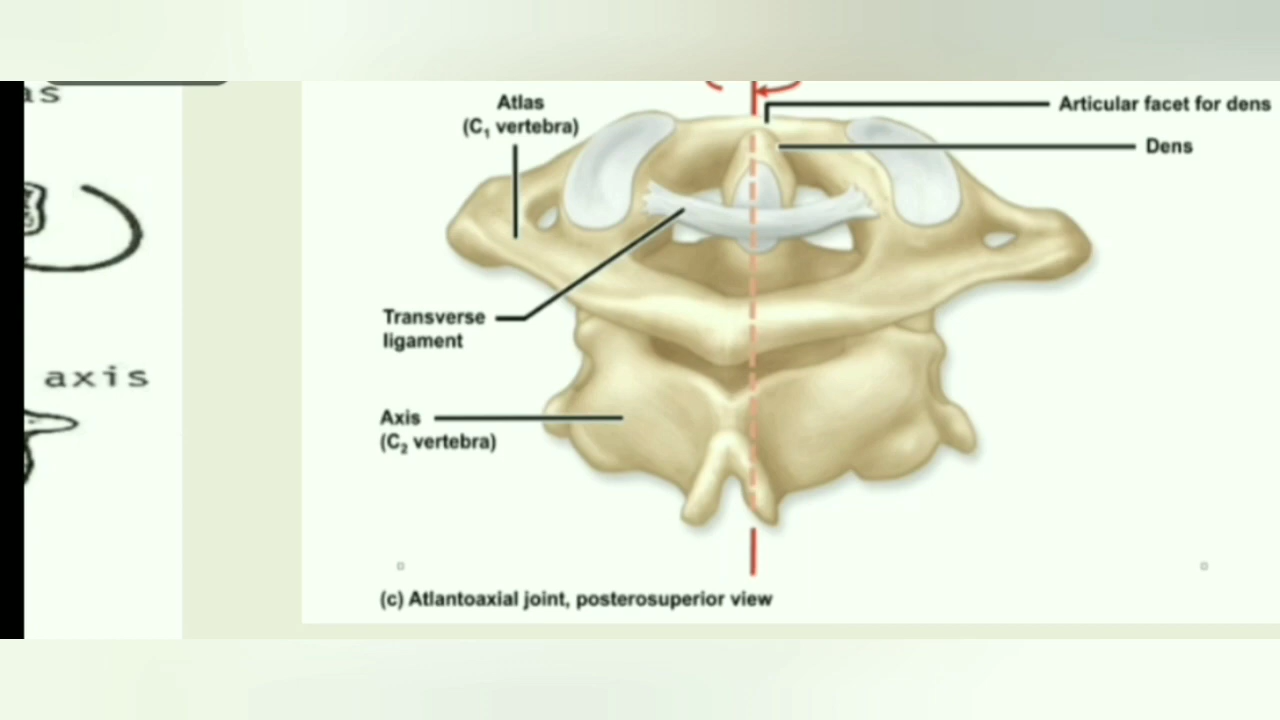 axis
Atlas
(C₁ vertebra)
Articular facet for dens
Dens
Transverse
ligament
Axis
(C₂ vertebra)
(c) Atlantoaxial joint, posterosuperior view